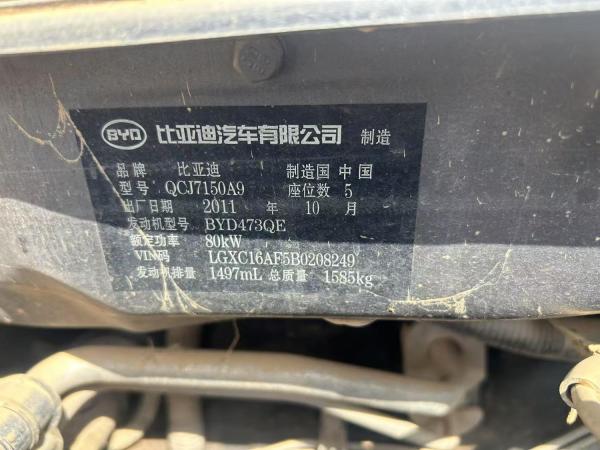 BYD 比亚迪汽车有限公司 制造
品牌 比亚迪 制造国 中国
型号 QCJ7150A9 座位数 5
出厂日期 2011 年 10 月
发动机型号 BYD473QE
额定功率 80kW
VIN码 LGXC16AF5B0208249
发动机排量 1497mL 总质量 1585kg